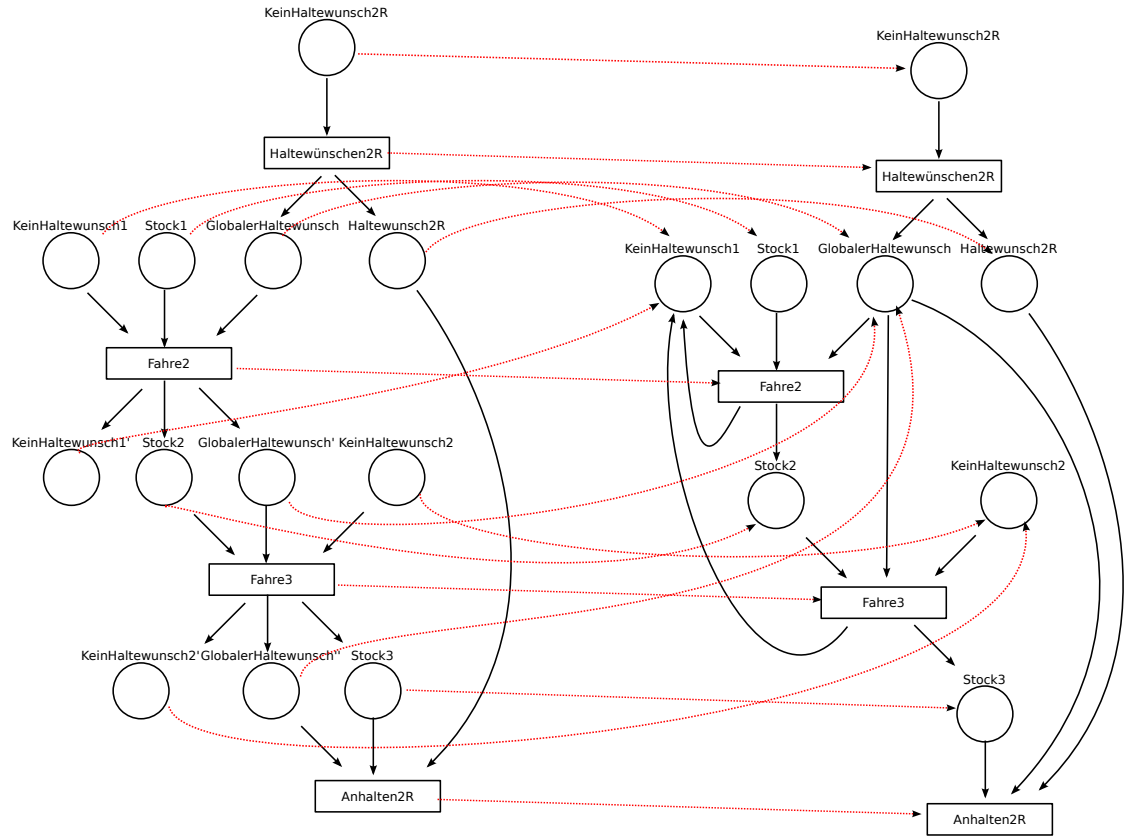 KeinHaltewunsch2R
KeinHaltewunsch2R
Haltewünschen2R
Haltewünschen2R
KeinHaltewunsch1
Stock1
GlobalerHaltewunsch
Haltewunsch2R
KeinHaltewunsch1
Stock1
GlobalerHaltewunsch
Haltewunsch2R
Fahre2
Fahre2
KeinHaltewunsch1'
Stock2
GlobalerHaltewunsch'
KeinHaltewunsch2
Stock2
KeinHaltewunsch2
Fahre3
Fahre3
KeinHaltewunsch2'
GlobalerHaltewunsch''
Stock3
Stock3
Anhalten2R
Anhalten2R